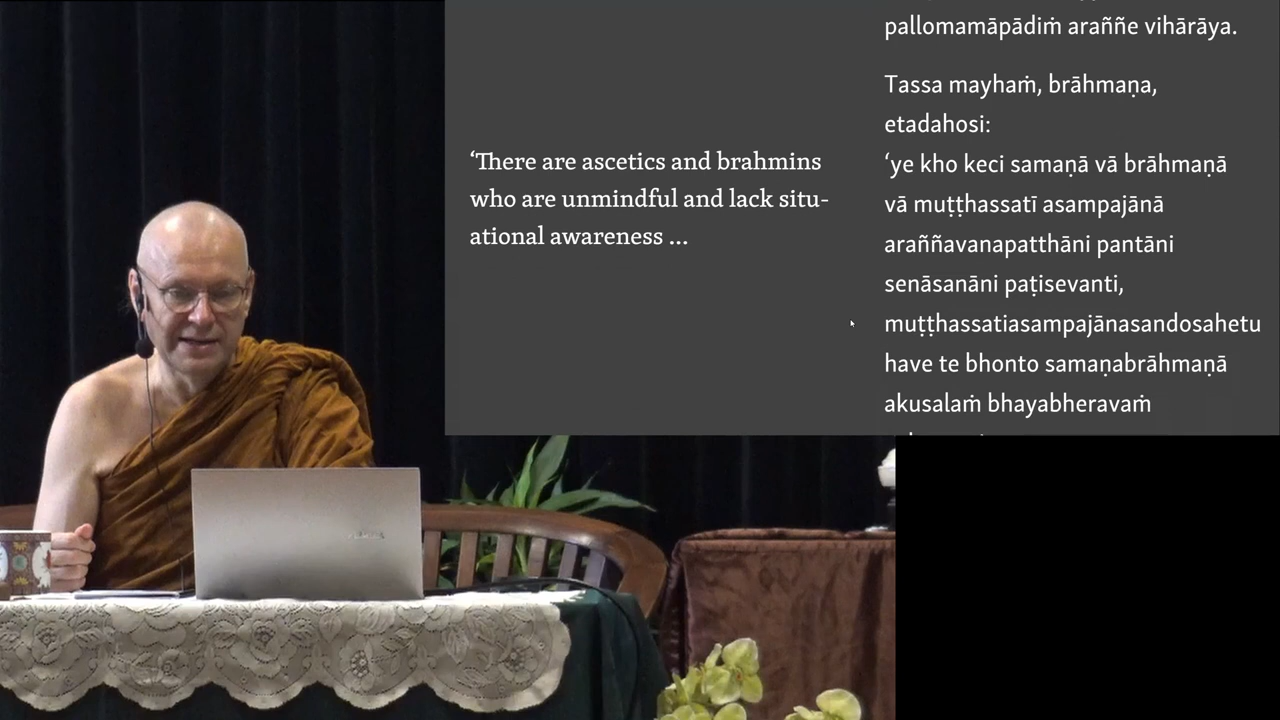 ‘There are ascetics and brahmins
who are unmindful and lack situ-
ational awareness ...
pallomamāpādiṁ araññe vihārāya.
Tassa mayhaṁ, brāhmaṇa,
etadahosi:
‘ye kho keci samaṇā vā brāhmaṇā
vā muṭṭhassatī asampajānā
araññavanapatthāni pantāni
senāsanāni paṭisevanti,
muṭṭhassatiasampajānasandosahetu
have te bhonto samaṇabrāhmaṇā
akusalaṁ bhayabheravaṁ